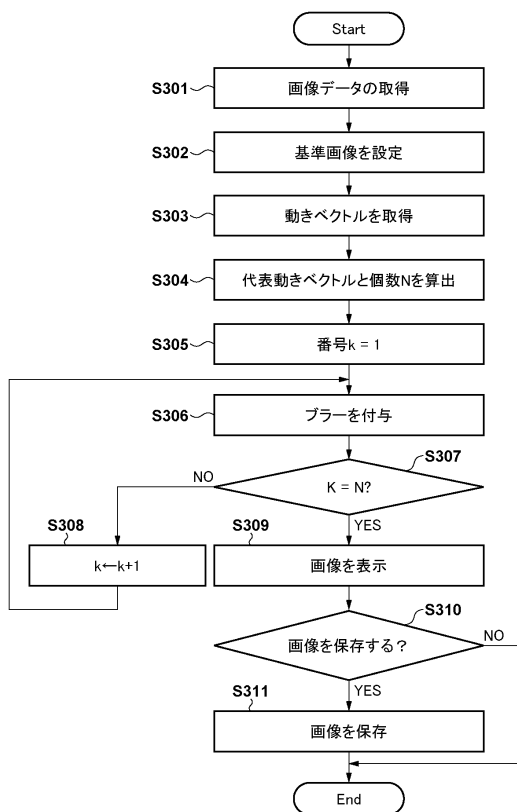 Start
S301
画像データの取得
S302
基準画像を設定
S303
動きベクトルを取得
S304
代表動きベクトルと個数Nを算出
S305
番号k = 1
S306
ブラーを付与
S307
K = N?
NO
YES
S308
k←k+1
S309
画像を表示
S310
画像を保存する?
NO
YES
S311
画像を保存
End